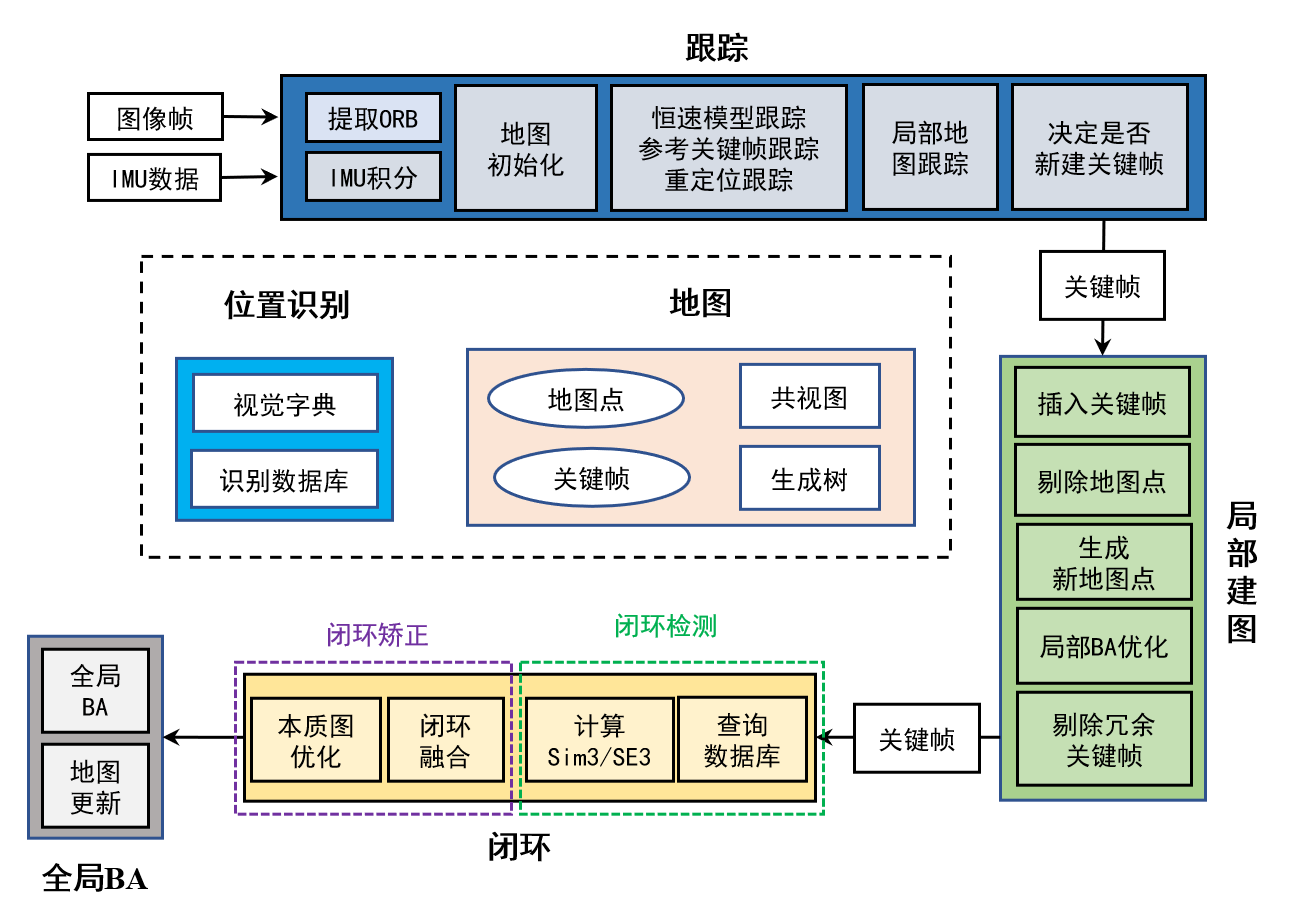 跟踪
图像帧
IMU数据
提取ORB
IMU积分
地图
初始化
恒速模型跟踪
参考关键帧跟踪
重定位跟踪
局部地
图跟踪
决定是否
新建关键帧
关键帧
位置识别
视觉字典
识别数据库
地图
地图点
共视图
关键帧
生成树
插入关键帧
剔除地图点
生成
新地图点
局部BA优化
剔除冗余
关键帧
局
部
建
图
关键帧
闭环检测
闭环矫正
查询
数据库
计算
Sim3/SE3
闭环
融合
本质图
优化
闭环
全局
BA
地图
更新
全局BA